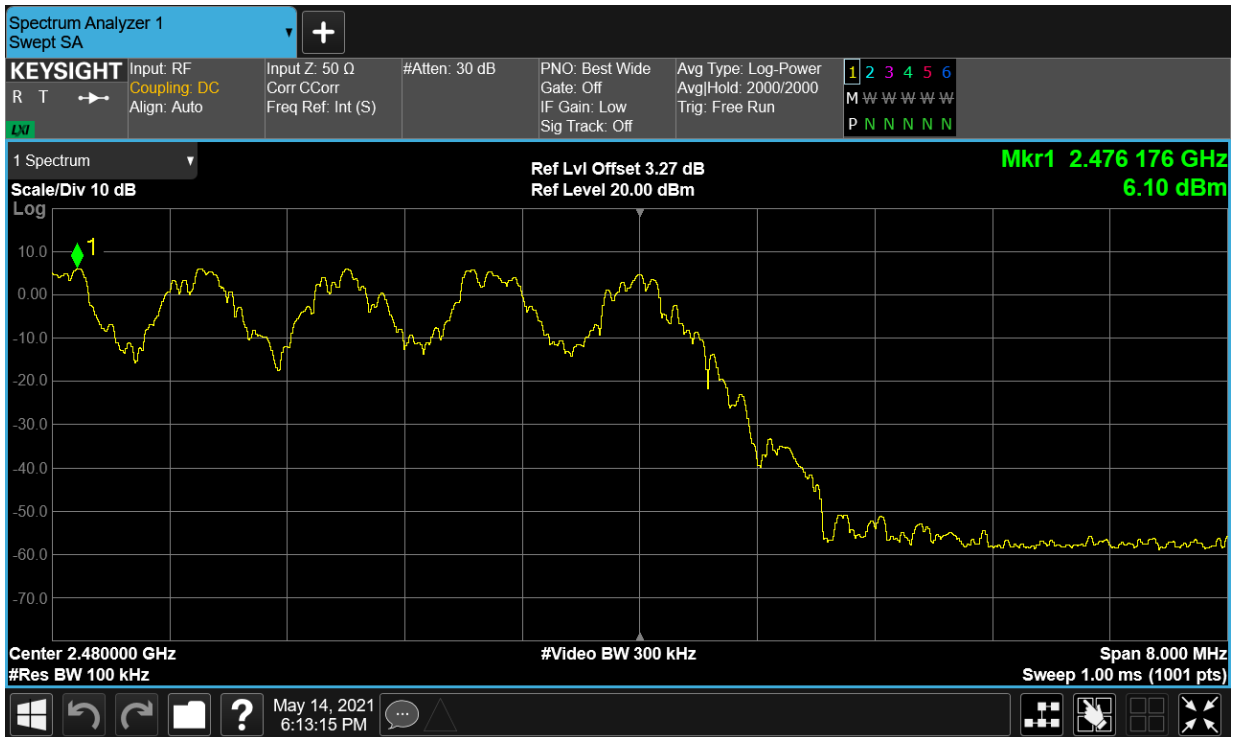 Spectrum Analyzer 1
Swept SA
+
KEYSIGHT
R T
LXI
Input: RF
Coupling: DC
Align: Auto
Input Z: 50 Ω
Corr CCorr
Freq Ref: Int (S)
#Atten: 30 dB
PNO: Best Wide
Gate: Off
IF Gain: Low
Sig Track: Off
Avg Type: Log-Power
Avg|Hold: 2000/2000
Trig: Free Run
1 2 3 4 5 6
M W W W W W
P N N N N N
1 Spectrum
Scale/Div 10 dB
Log
Ref Lvl Offset 3.27 dB
Ref Level 20.00 dBm
Mkr1 2.476 176 GHz
6.10 dBm
1
10.0
0.00
-10.0
-20.0
-30.0
-40.0
-50.0
-60.0
-70.0
Center 2.480000 GHz
#Res BW 100 kHz
#Video BW 300 kHz
Span 8.000 MHz
Sweep 1.00 ms (1001 pts)
?
May 14, 2021
6:13:15 PM
...